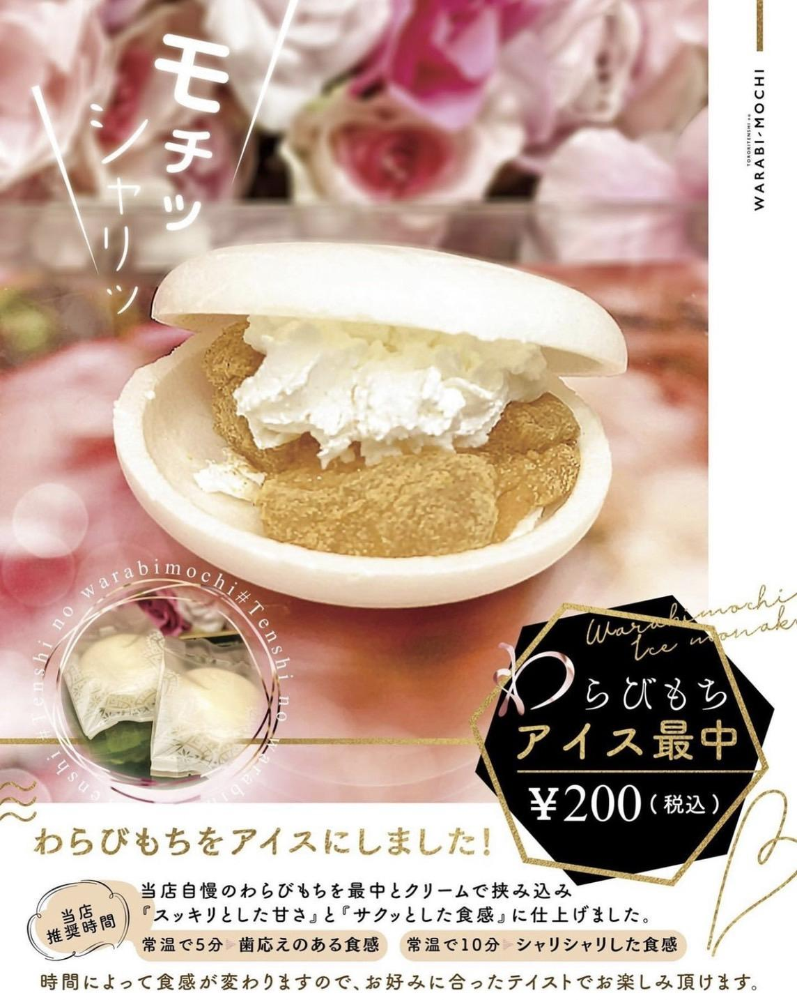 モチッ
シャリッ
TORORITENSHI no
WARABI-MOCHI
#Tenshi no warabimochi#Tenshi no warabim
Warabimochi
Ice monaka
わらびもち
アイス最中
¥200(税込)
わらびもちをアイスにしました!
当店自慢のわらびもちを最中とクリームで挟み込み
『スッキリとした甘さ』と『サクッとした食感』に仕上げました。
当店
推奨時間
常温で5分▶歯応えのある食感
常温で10分▶シャリシャリした食感
時間によって食感が変わりますので、お好みに合ったテイストでお楽しみ頂けます。